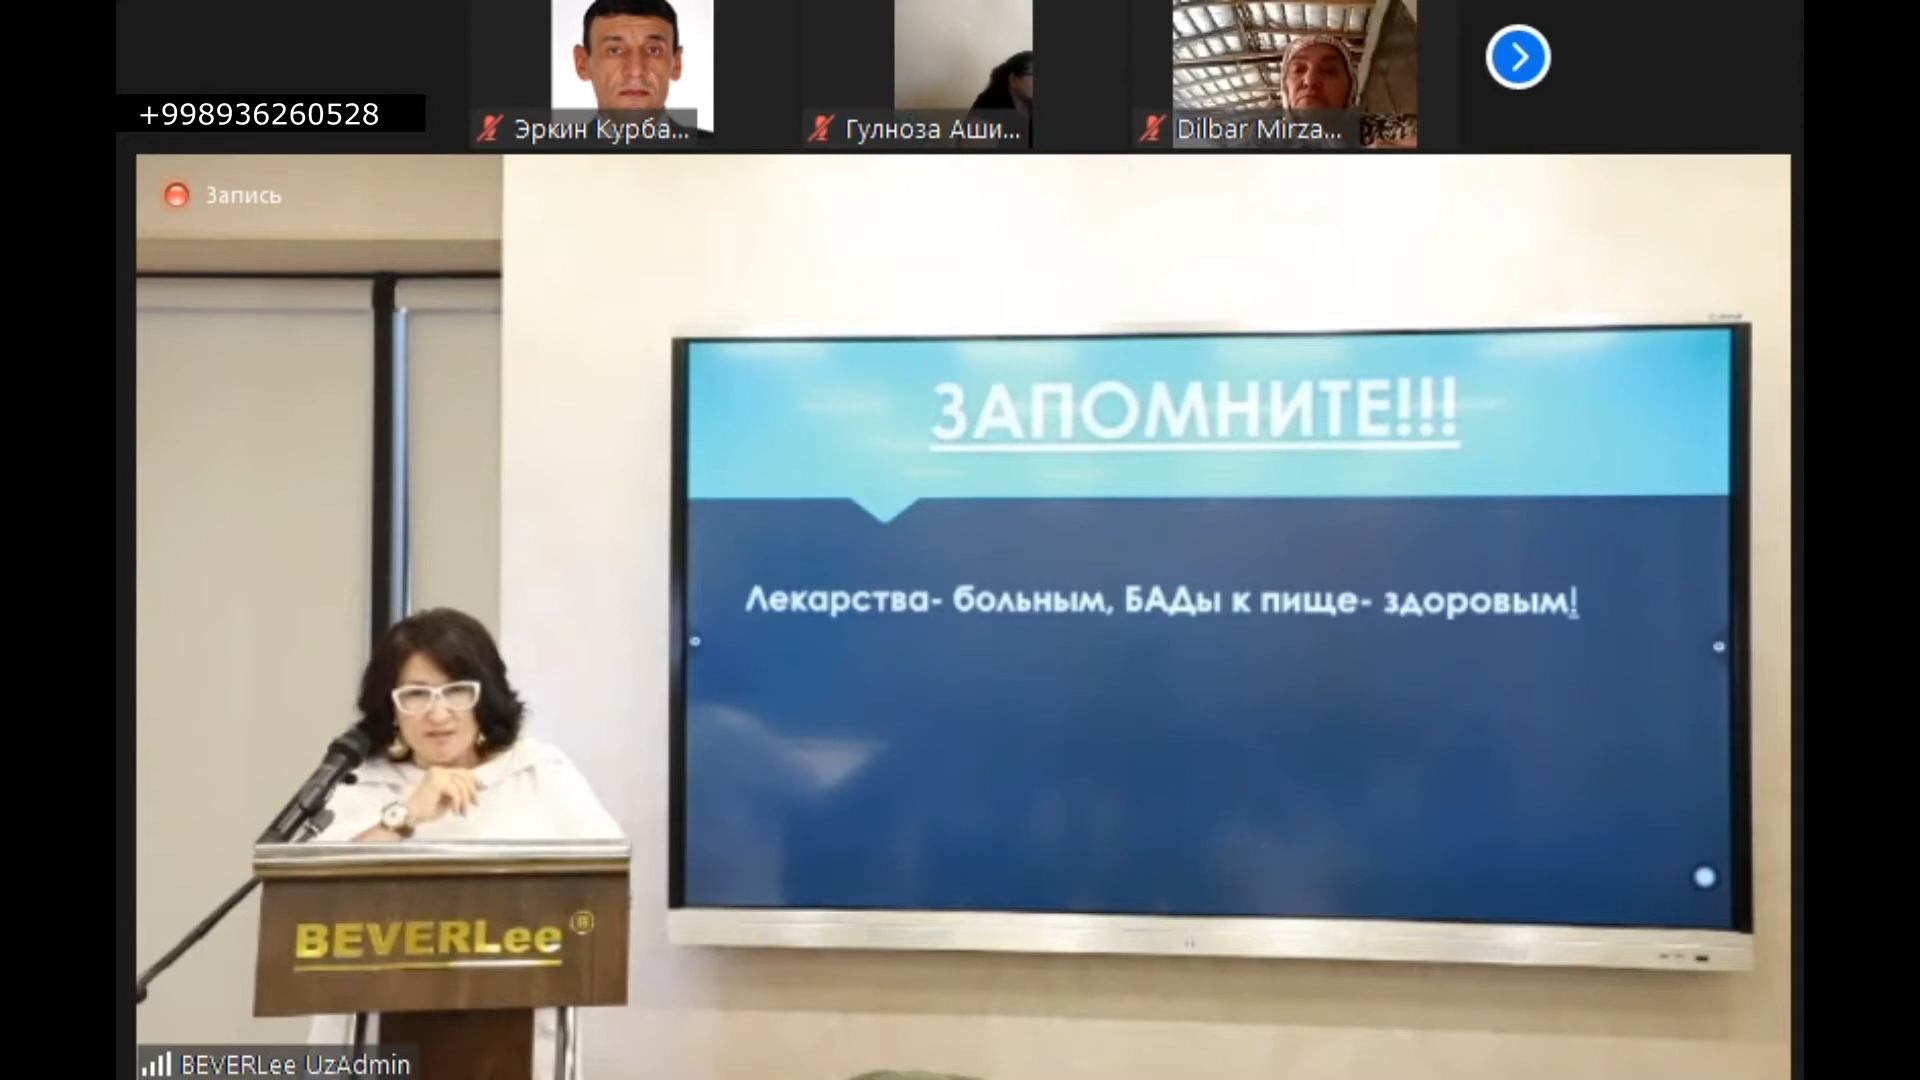 +998936260528
Эркин Курба...
Гулноза Аши...
Dilbar Mirza...
Запись
ЗАПОМНИТЕ!!!
Лекарства- больным, БАДы к пище- здоровым!
BEVERLee ®
BEVERLee UzAdmin